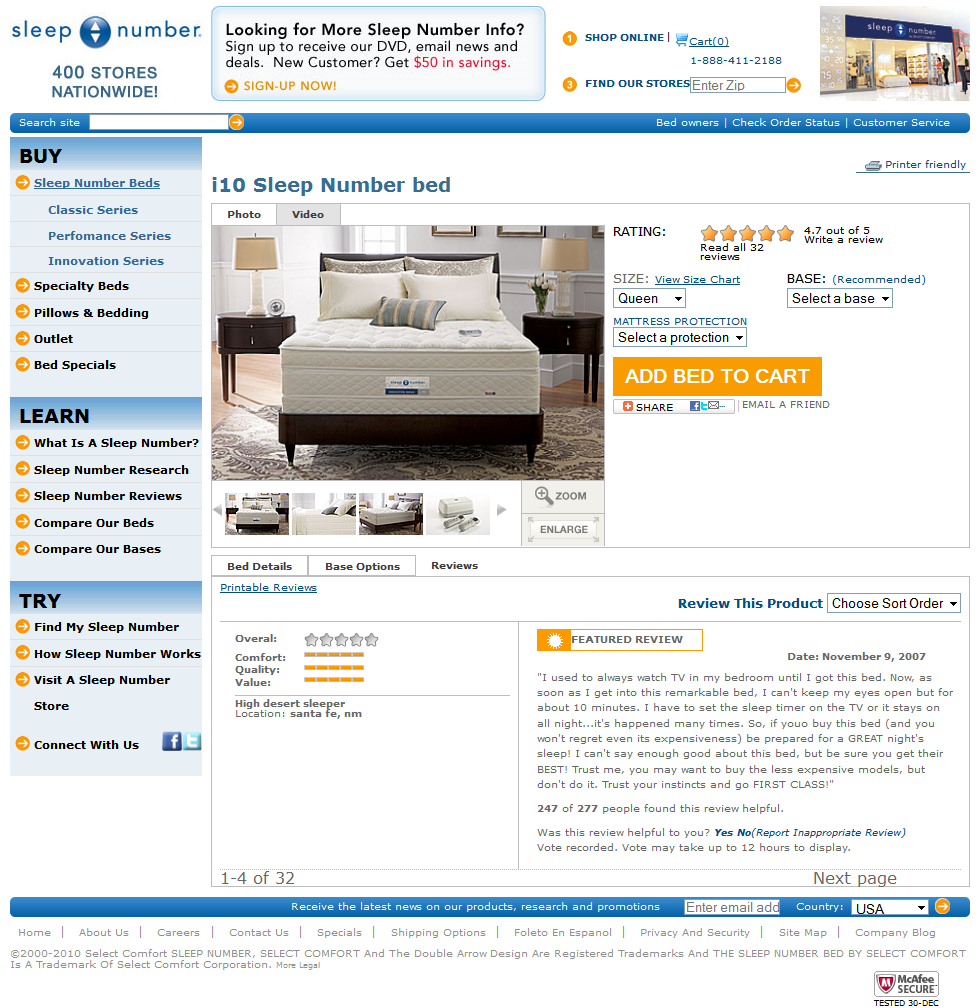 sleep number.
400 STORES
NATIONWIDE!
Looking for More Sleep Number Info?
Sign up to receive our DVD, email news and
deals. New Customer? Get $50 in savings.
SIGN-UP NOW!
1 SHOP ONLINE | Cart(0)
1-888-411-2188
3 FIND OUR STORES Enter Zip
sleep number
Search site
Bed owners | Check Order Status | Customer Service
BUY
Sleep Number Beds
Classic Series
Perfomance Series
Innovation Series
Specialty Beds
Pillows & Bedding
Outlet
Bed Specials
LEARN
What Is A Sleep Number?
Sleep Number Research
Sleep Number Reviews
Compare Our Beds
Compare Our Bases
TRY
Find My Sleep Number
How Sleep Number Works
Visit A Sleep Number
Store
Connect With Us
Printer friendly
i10 Sleep Number bed
Photo Video
sleep number
ZOOM
ENLARGE
RATING:
4.7 out of 5
Write a review
Read all 32
reviews
SIZE: View Size Chart
Queen
BASE: (Recommended)
Select a base
MATTRESS PROTECTION
Select a protection
ADD BED TO CART
SHARE | EMAIL A FRIEND
Bed Details Base Options Reviews
Printable Reviews
Review This Product Choose Sort Order
Overal:
Comfort:
Quality:
Value:
High desert sleeper
Location: santa fe, nm
FEATURED REVIEW
Date: November 9, 2007
"I used to always watch TV in my bedroom until I got this bed. Now, as
soon as I get into this remarkable bed, I can't keep my eyes open but for
about 10 minutes. I have to set the sleep timer on the TV or it stays on
all night...it's happened many times. So, if youo buy this bed (and you
won't regret even its expensiveness) be prepared for a GREAT night's
sleep! I can't say enough good about this bed, but be sure you get their
BEST! Trust me, you may want to buy the less expensive models, but
don't do it. Trust your instincts and go FIRST CLASS!"
247 of 277 people found this review helpful.
Was this review helpful to you? Yes No(Report Inappropriate Review)
Vote recorded. Vote may take up to 12 hours to display.
1-4 of 32
Next page
Receive the latest news on our products, research and promotions Enter email add Country: USA
Home | About Us | Careers | Contact Us | Specials | Shipping Options | Foleto En Espanol | Privacy And Security | Site Map | Company Blog
©2000-2010 Select Comfort SLEEP NUMBER, SELECT COMFORT And The Double Arrow Design Are Registered Trademarks And THE SLEEP NUMBER BED BY SELECT COMFORT
Is A Trademark Of Select Comfort Corporation. More Legal
McAfee
SECURE
TESTED 30-DEC